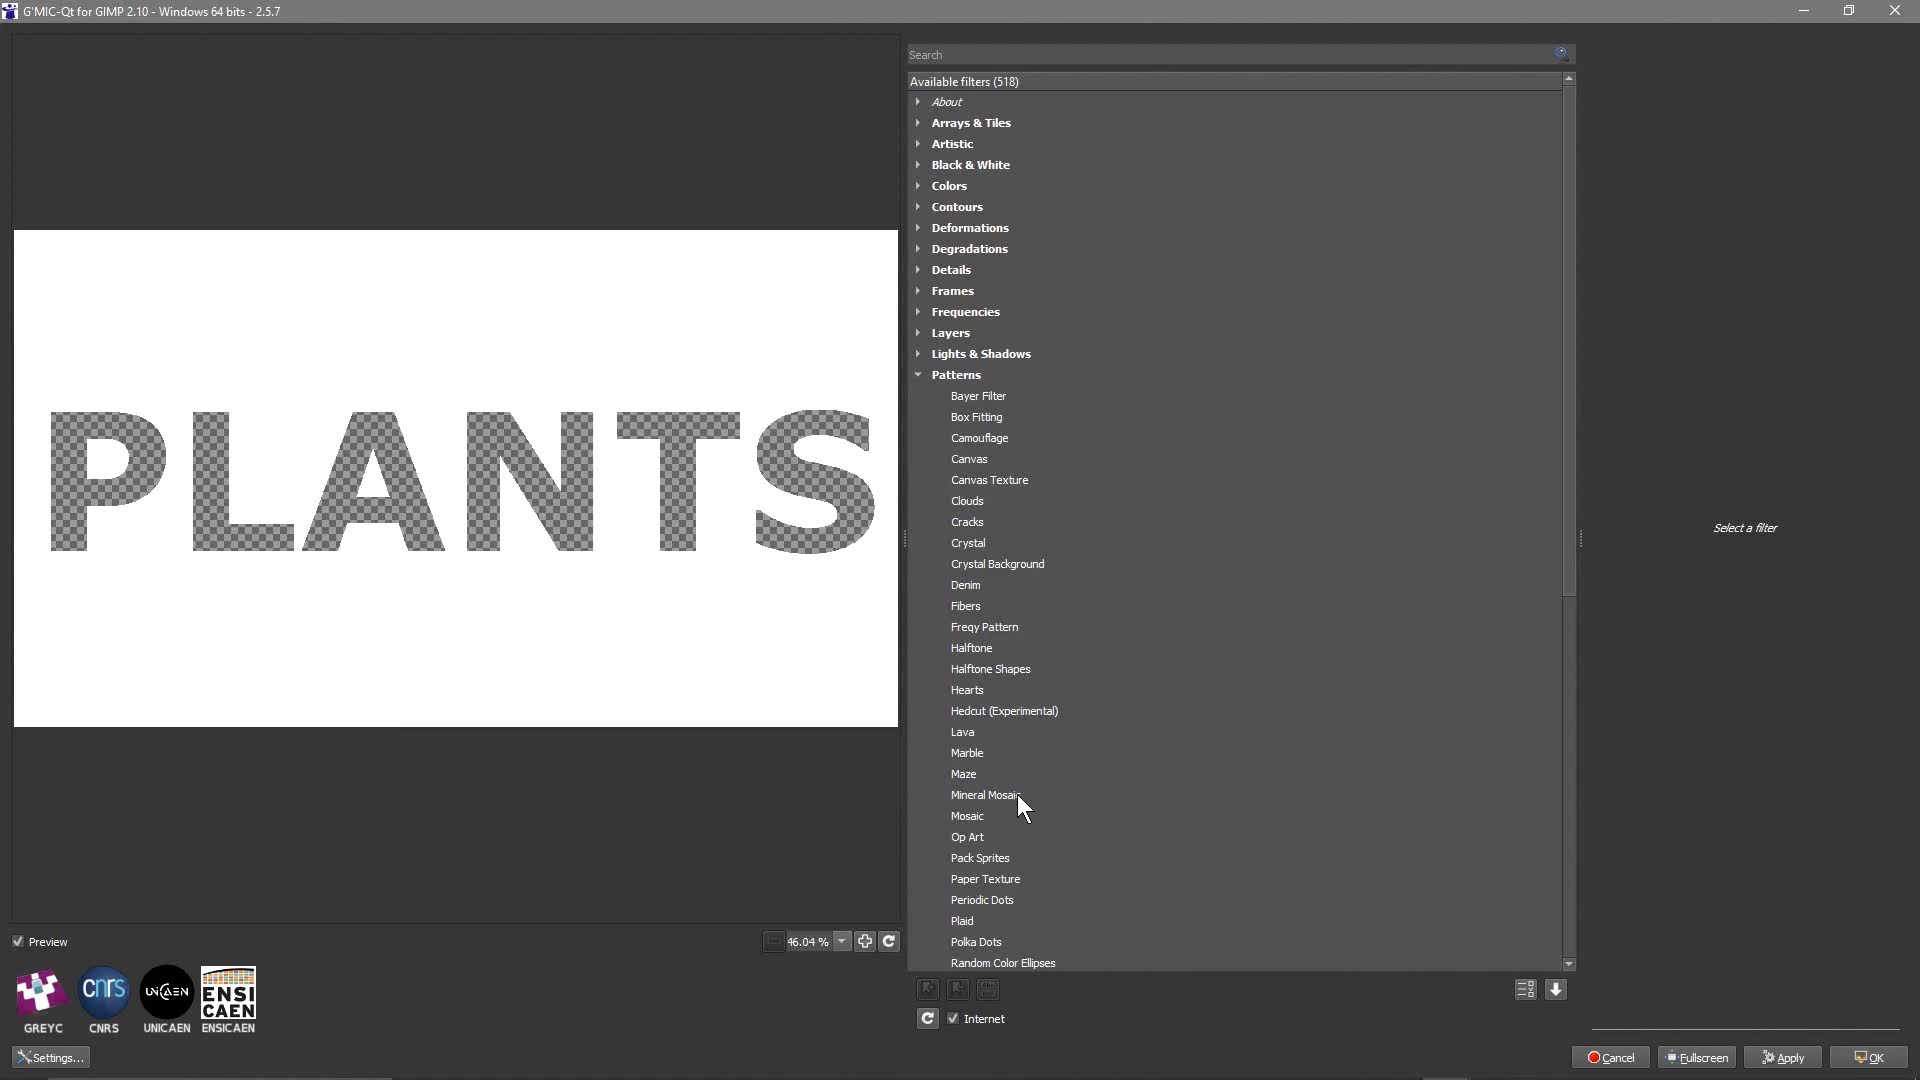 G'MIC-Qt for GIMP 2.10 - Windows 64 bits - 2.5.7
Search
Available filters (518)
About
Arrays & Tiles
Artistic
Black & White
Colors
Contours
Deformations
Degradations
Details
Frames
Frequencies
Layers
Lights & Shadows
Patterns
Bayer Filter
Box Fitting
Camouflage
Canvas
Canvas Texture
Clouds
Cracks
Crystal
Crystal Background
Denim
Fibers
Freqy Pattern
Halftone
Halftone Shapes
Hearts
Hedcut (Experimental)
Lava
Marble
Maze
Mineral Mosaic
Mosaic
Op Art
Pack Sprites
Paper Texture
Periodic Dots
Plaid
Polka Dots
Random Color Ellipses
PLANTS
Select a filter
Preview
46.04 %
cnrs
UNICAEN
ENSI
CAEN
GREYC
CNRS
UNICAEN
ENSICAEN
Internet
Settings...
Cancel
Fullscreen
Apply
OK